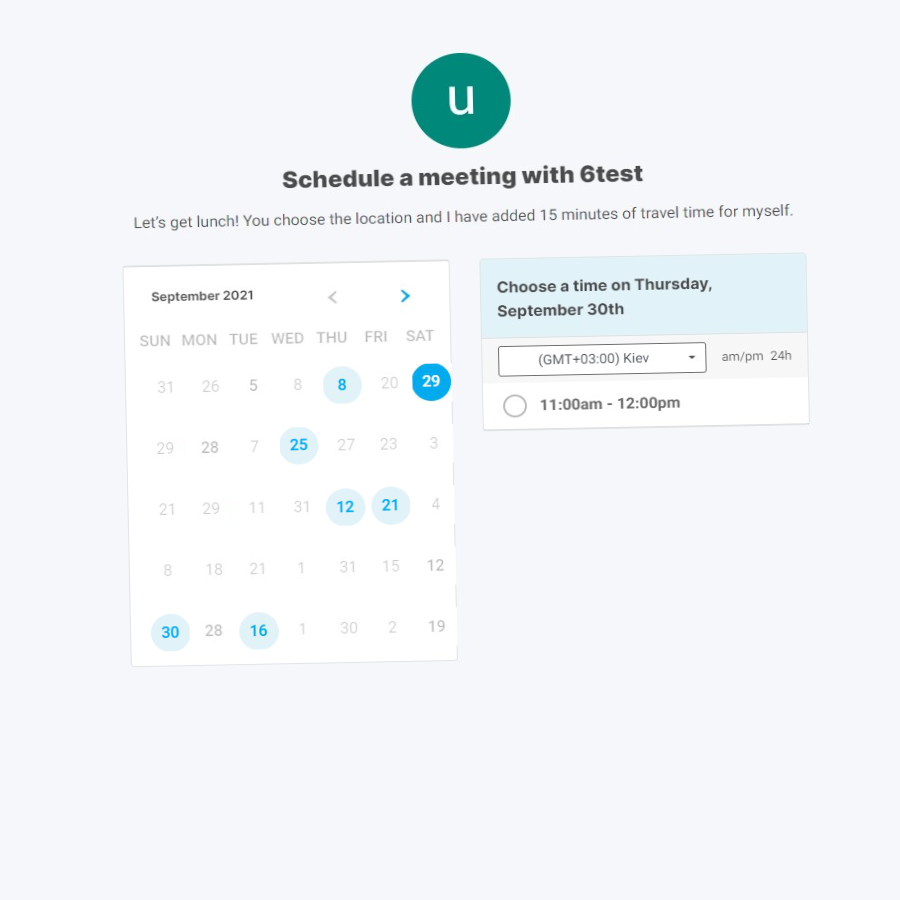 u
Schedule a meeting with 6test
Let's get lunch! You choose the location and I have added 15 minutes of travel time for myself.
September 2021
SUN MON TUE WED THU FRI SAT
31 26 5 8 8 20 29
29 28 7 25 27 23 3
21 29 11 31 12 21 4
8 18 21 1 31 15 12
30 28 16 1 30 2 19
Choose a time on Thursday,
September 30th
(GMT+03:00) Kiev
am/pm 24h
11:00am - 12:00pm